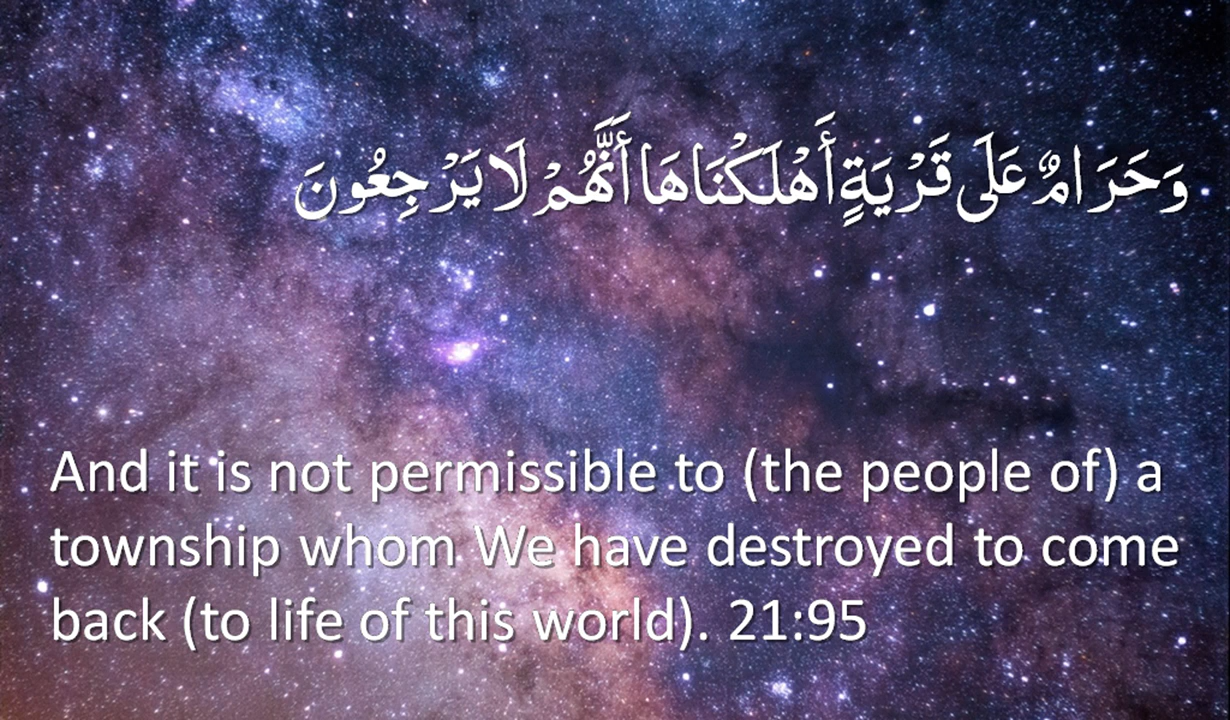 وَحَرَامٌ عَلَى قَرْيَةٍ أَهْلَكْنَاهَا أَنَّهُمْ لَا يَرْجِعُونَ
And it is not permissible to (the people of) a
township whom We have destroyed to come
back (to life of this world). 21:95